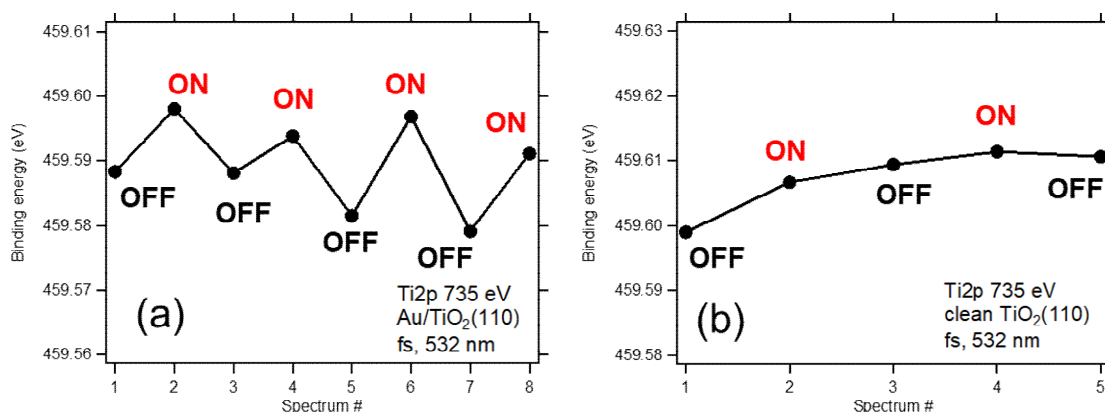 459.61
459.60
459.59
459.58
459.57
459.56
Binding energy (eV)
ON
ON
ON
ON
OFF
OFF
OFF
OFF
(a)
Ti2p 735 eV
Au/TiO₂(110)
fs, 532 nm
1 2 3 4 5 6 7 8
Spectrum #
459.63
459.62
459.61
459.60
459.59
459.58
Binding energy (eV)
ON
ON
OFF
OFF
OFF
(b)
Ti2p 735 eV
clean TiO₂(110)
fs, 532 nm
1 2 3 4 5
Spectrum #